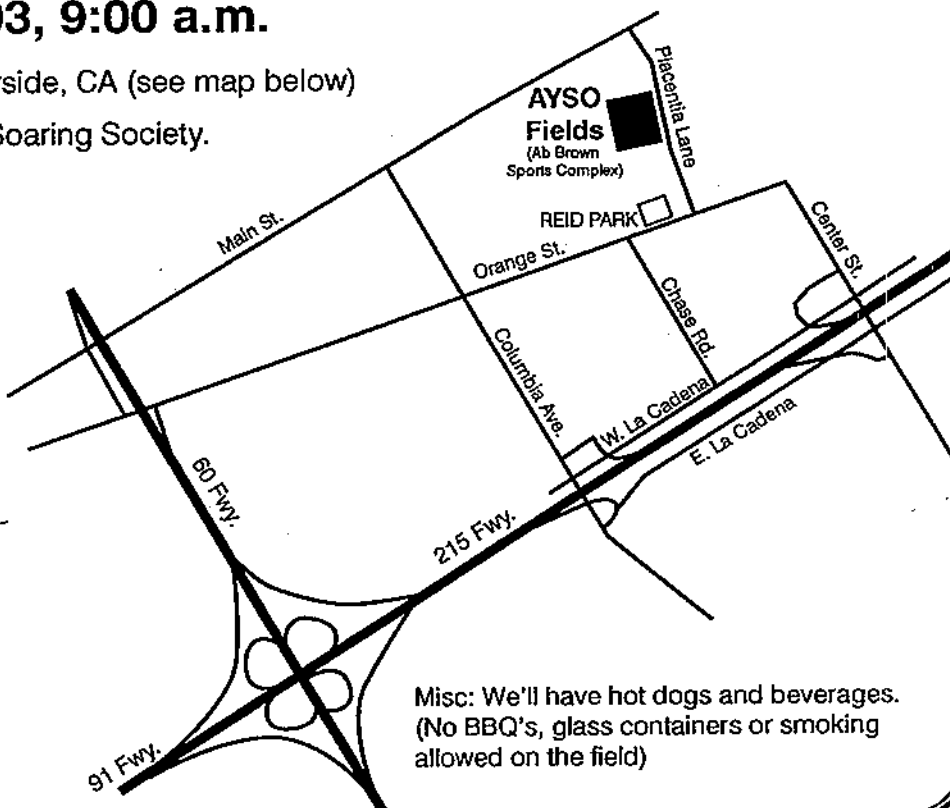 03, 9:00 a.m.
rside, CA (see map below)
Soaring Society.
AYSO
Fields
(Ab Brown
Sports Complex)
Placentia Lane
REID PARK
Main St.
Orange St.
Center St.
Chase Rd.
Columbia Ave.
W. La Cadena
E. La Cadena
60 Fwy.
215 Fwy.
91 Fwy.
Misc: We'll have hot dogs and beverages.
(No BBQ's, glass containers or smoking
allowed on the field)